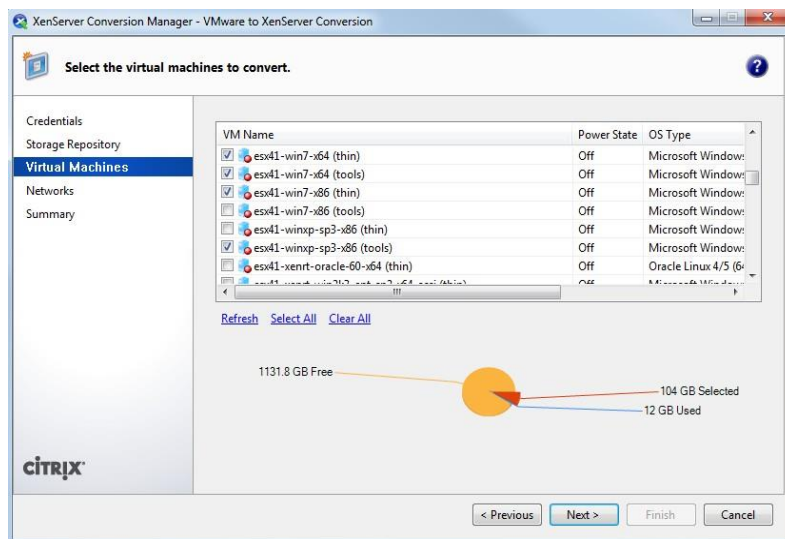 XenServer Conversion Manager - VMware to XenServer Conversion
Select the virtual machines to convert.
Credentials
Storage Repository
Virtual Machines
Networks
Summary
VM Name Power State OS Type
esx41-win7-x64 (thin) Off Microsoft Window
esx41-win7-x64 (tools) Off Microsoft Window
esx41-win7-x86 (thin) Off Microsoft Window
esx41-win7-x86 (tools) Off Microsoft Window
esx41-winxp-sp3-x86 (thin) Off Microsoft Window
esx41-winxp-sp3-x86 (tools) Off Microsoft Window
esx41-xenrt-oracle-60-x64 (thin) Off Oracle Linux 4/5 (64
Refresh Select All Clear All
1131.8 GB Free
104 GB Selected
12 GB Used
CITRIX
< Previous Next > Finish Cancel